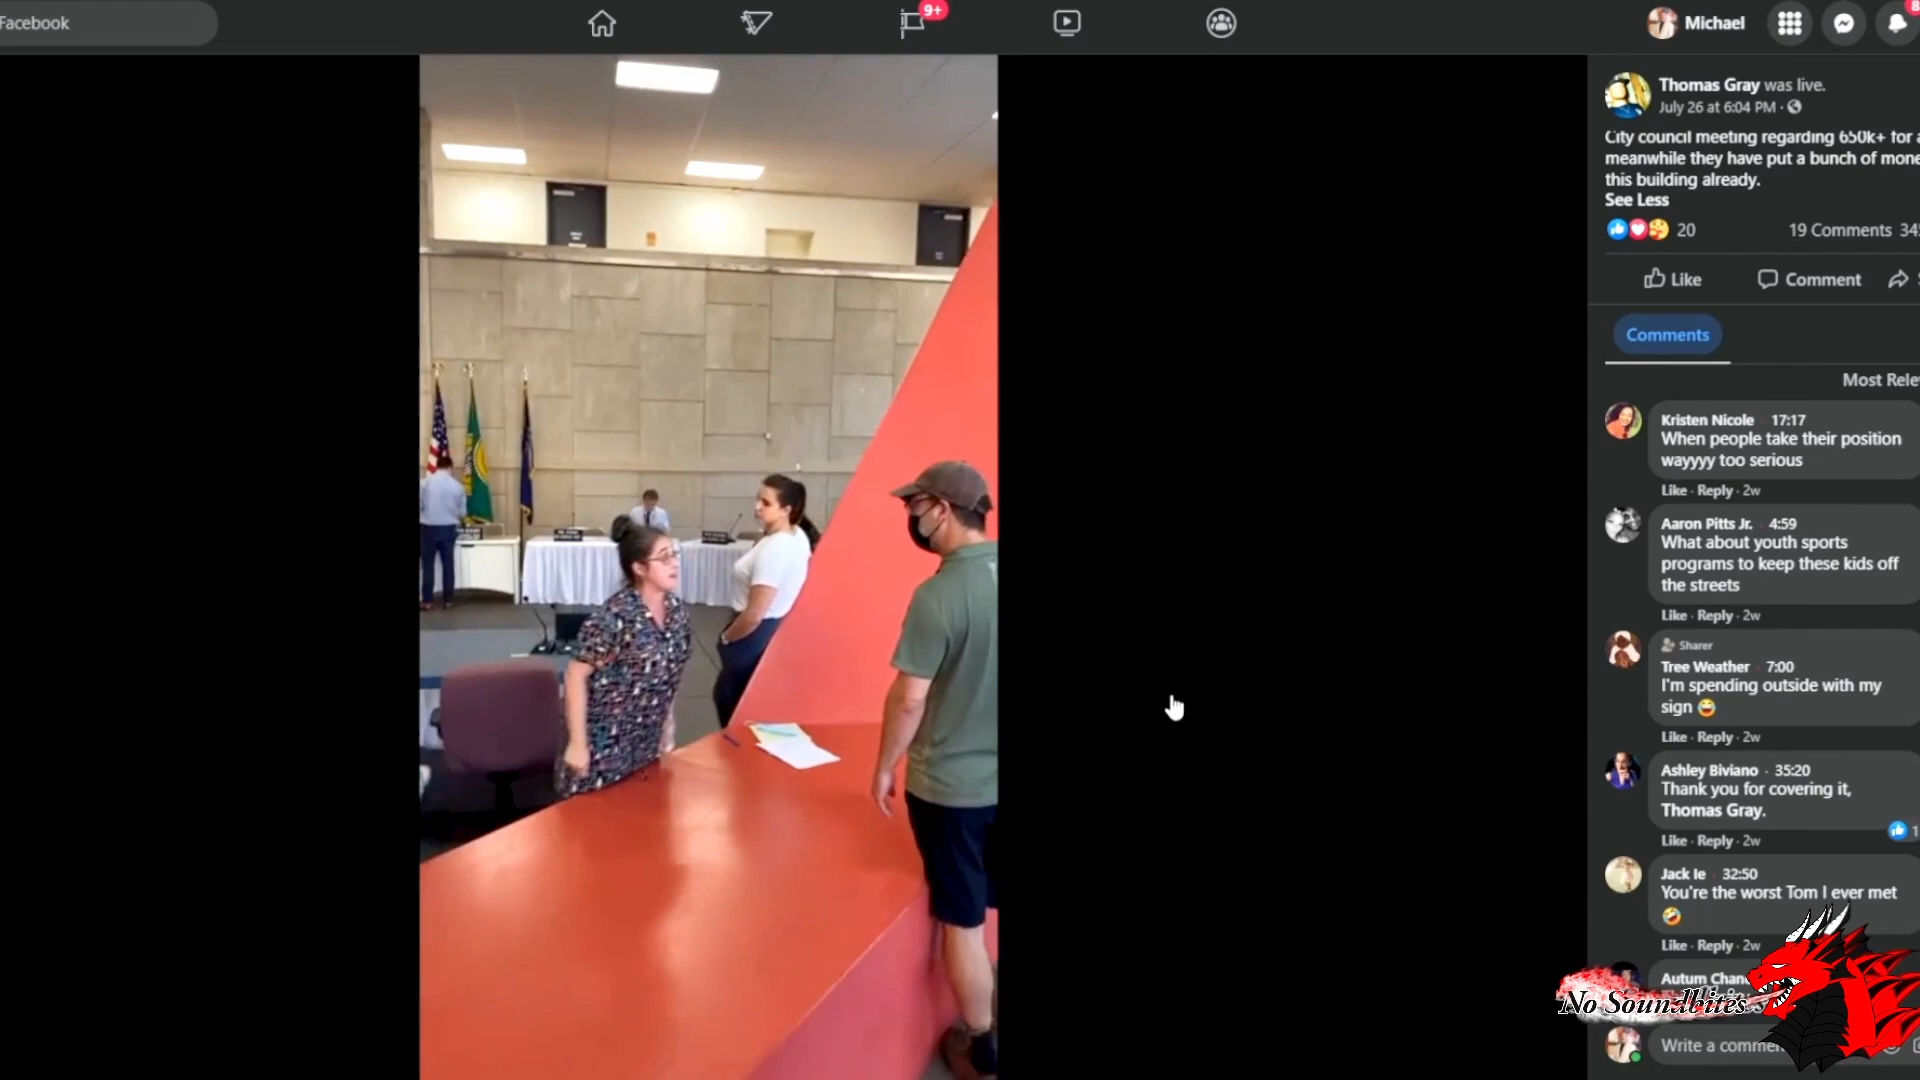 Facebook
9+
Michael
8
Thomas Gray was live.
July 26 at 6:04 PM ·
City council meeting regarding 650k+ for a
meanwhile they have put a bunch of mone
this building already.
See Less
20
19 Comments 345
Like
Comment
Comments
Most Rele
Kristen Nicole 17:17
When people take their position
wayyyy too serious
Like · Reply · 2w
Aaron Pitts Jr. · 4:59
What about youth sports
programs to keep these kids off
the streets
Like · Reply · 2w
Sharer
Tree Weather · 7:00
I'm spending outside with my
sign 😂
Like · Reply · 2w
Ashley Biviano · 35:20
Thank you for covering it,
Thomas Gray.
1
Like · Reply · 2w
Jack Ie · 32:50
You're the worst Tom I ever met
🤣
Like · Reply · 2w
Autum Chan
No Soundbites
Write a commen